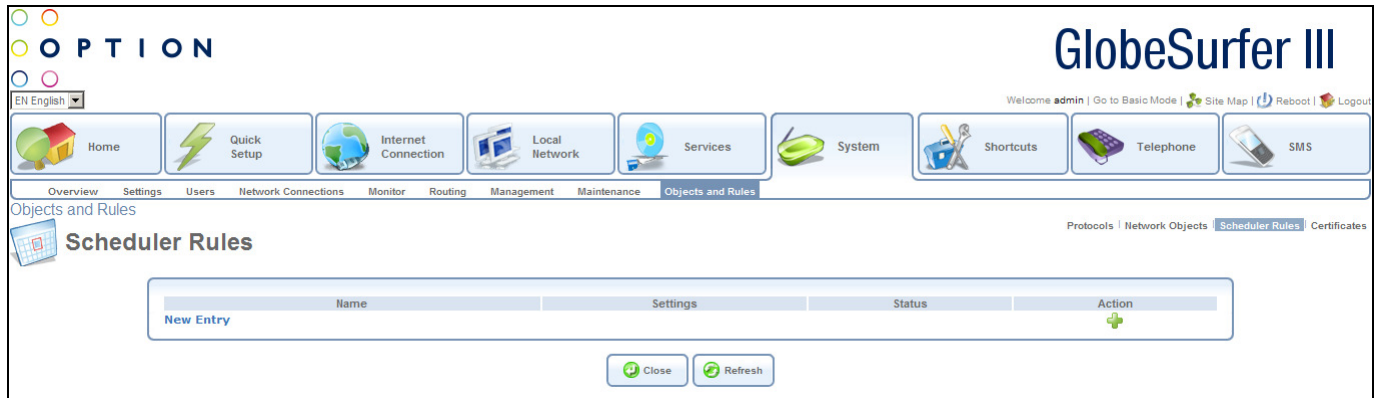 OPTION
GlobeSurfer III
EN English
Welcome admin | Go to Basic Mode | Site Map | Reboot | Logout
Home
Quick Setup
Internet Connection
Local Network
Services
System
Shortcuts
Telephone
SMS
Overview Settings Users Network Connections Monitor Routing Management Maintenance Objects and Rules
Objects and Rules
Protocols | Network Objects | Scheduler Rules | Certificates
Scheduler Rules
Name Settings Status Action
New Entry
Close Refresh